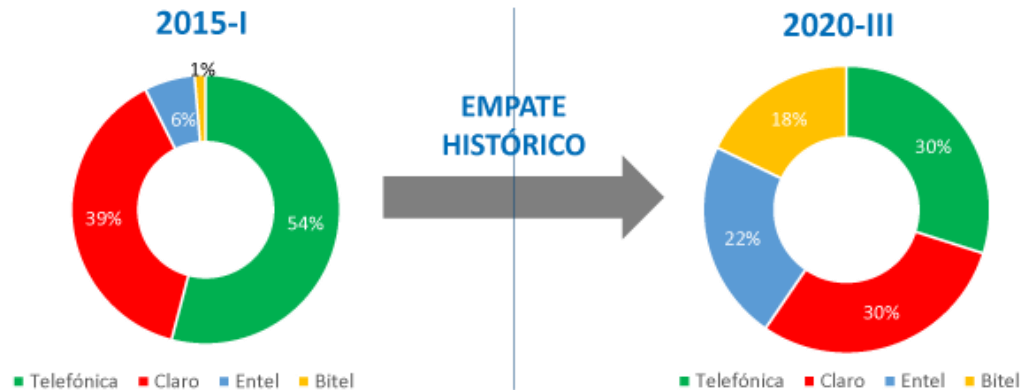 2015-I
1%
6%
39%
54%
Telefónica Claro Entel Bitel
EMPATE
HISTÓRICO
2020-III
18%
30%
22%
30%
Telefónica Claro Entel Bitel